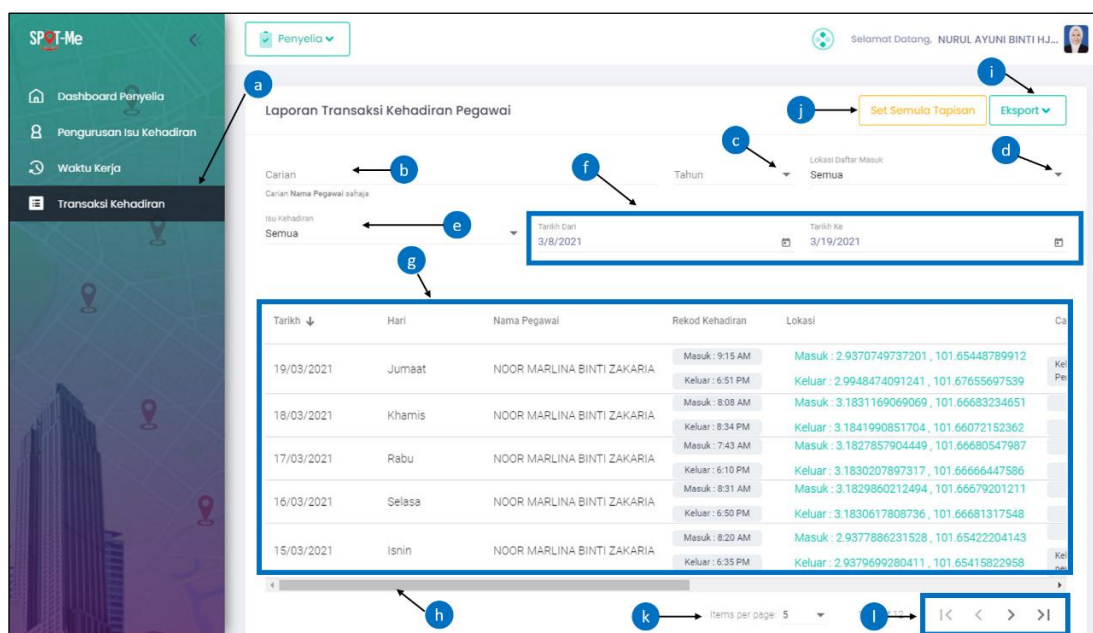 SPOT-Me
Penyelia
Selamat Datang, NURUL AYUNI BINTI HJ...
Dashboard Penyelia
Pengurusan Isu Kehadiran
Waktu Kerja
Transaksi Kehadiran
a
i
Laporan Transaksi Kehadiran Pegawai
j
Set Semula Tapisan
Eksport
c
d
f
Lokasi Daftar Masuk
Carian
b
Tahun
Semua
Carian Nama Pegawai sahaja
Isu Kehadiran
Semua
e
Tarikh Dari
3/8/2021
Tarikh Ke
3/19/2021
g
Tarikh Hari Nama Pegawai Rekod Kehadiran Lokasi Ca
19/03/2021 Jumaat NOOR MARLINA BINTI ZAKARIA
Masuk : 9:15 AM Masuk : 2.9370749737201 , 101.65448789912
Keluar : 6:51 PM Keluar : 2.9948474091241 , 101.67655697539
Kel
Per
18/03/2021 Khamis NOOR MARLINA BINTI ZAKARIA
Masuk : 8:08 AM Masuk : 3.1831169069069 , 101.66683234651
Keluar : 8:34 PM Keluar : 3.1841990851704 , 101.66072152362
17/03/2021 Rabu NOOR MARLINA BINTI ZAKARIA
Masuk : 7:43 AM Masuk : 3.1827857904449 , 101.66680547987
Keluar : 6:10 PM Keluar : 3.1830207897317 , 101.66666447586
16/03/2021 Selasa NOOR MARLINA BINTI ZAKARIA
Masuk : 8:31 AM Masuk : 3.1829860212494 , 101.66679201211
Keluar : 6:50 PM Keluar : 3.1830617808736 , 101.66681317548
15/03/2021 Isnin NOOR MARLINA BINTI ZAKARIA
Masuk : 8:20 AM Masuk : 2.9377886231528 , 101.65422204143
Keluar : 6:35 PM Keluar : 2.9379699280411 , 101.65415822958
Kel
h
k
Items per page: 5
l